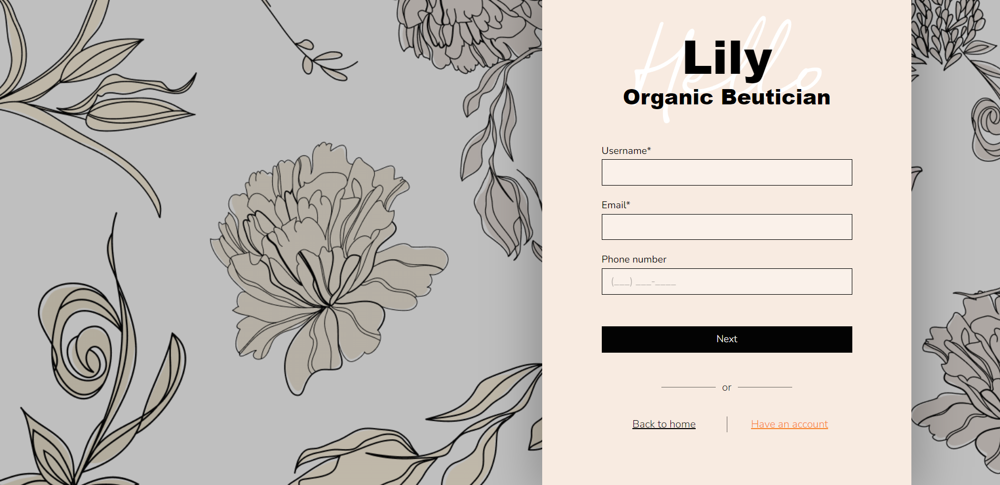 Hello
Lily
Organic Beutician
Username*
Email*
Phone number
(___) ___-____
Next
or
Back to home
Have an account